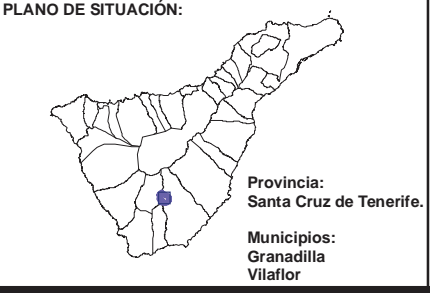 PLANO DE SITUACIÓN:
Provincia:
Santa Cruz de Tenerife.
Municipios:
Granadilla
Vilaflor